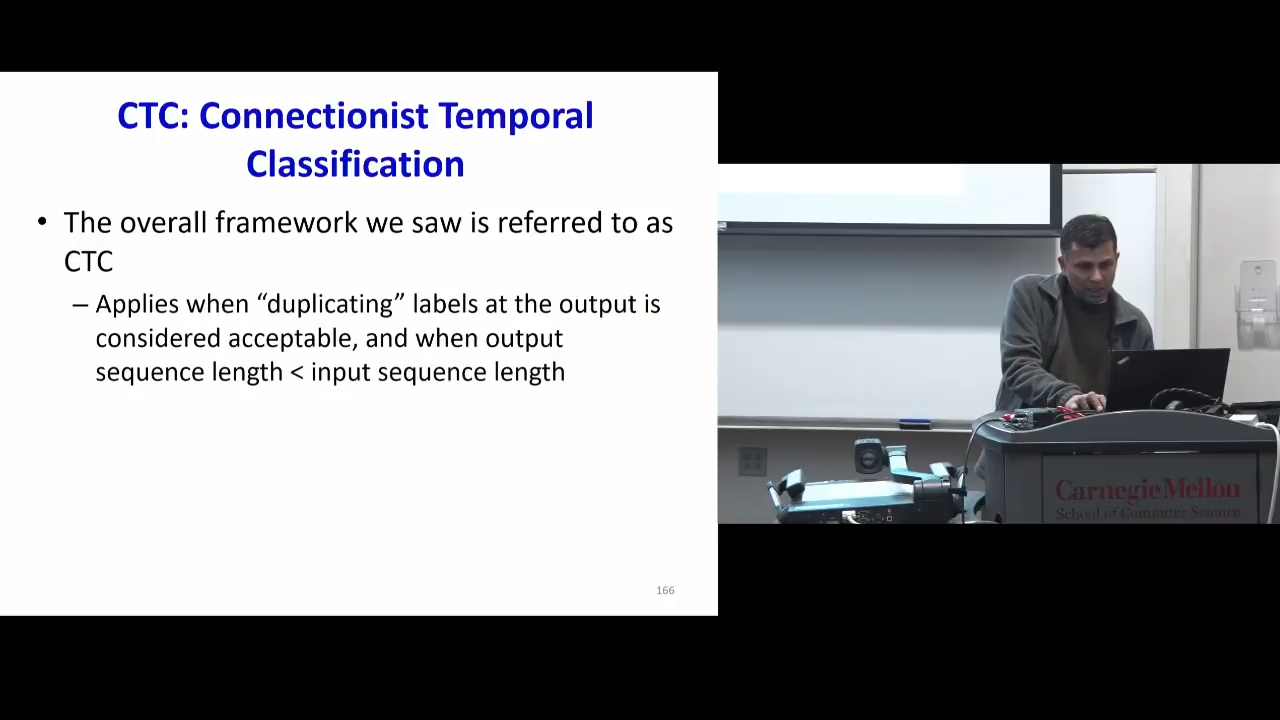 CTC: Connectionist Temporal
Classification
• The overall framework we saw is referred to as
CTC
– Applies when “duplicating” labels at the output is
considered acceptable, and when output
sequence length < input sequence length
166
Carnegie Mellon
School of Computer Science